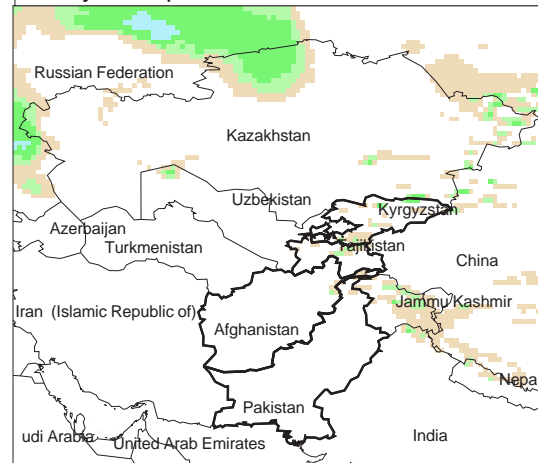 Russian Federation
Kazakhstan
Uzbekistan
Kyrgyzstan
Azerbaijan
Turkmenistan
Tajikistan
China
Iran (Islamic Republic of)
Jammu Kashmir
Afghanistan
Nepa
Pakistan
udi Arabia
United Arab Emirates
India